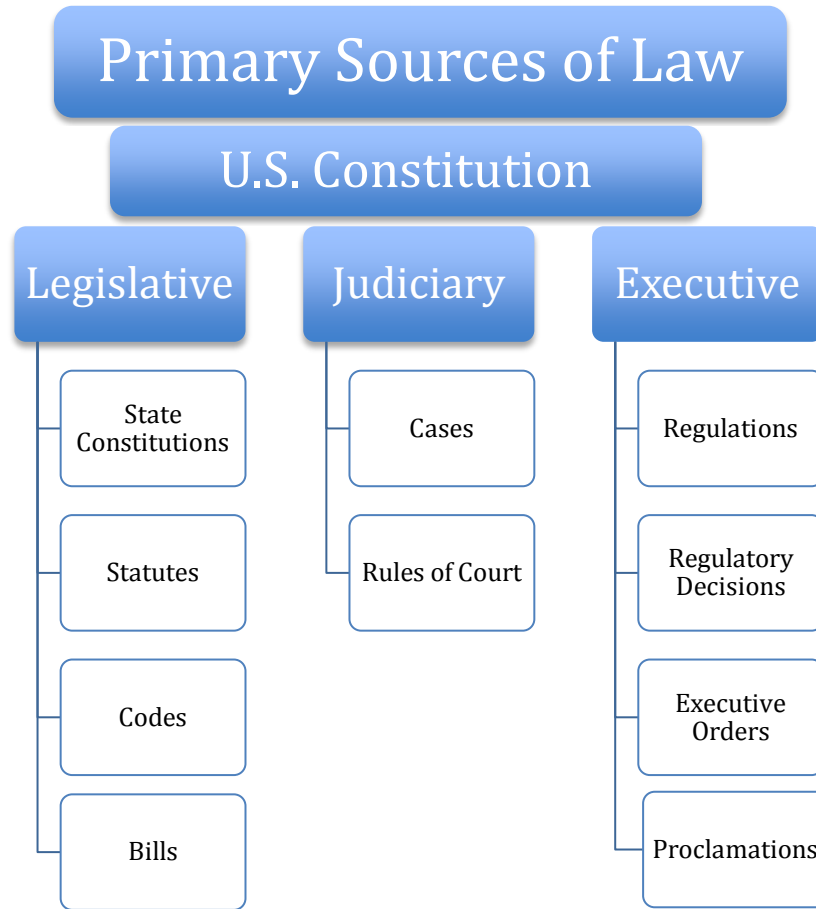 Primary Sources of Law
U.S. Constitution
Legislative
State
Constitutions
Statutes
Codes
Bills
Judiciary
Cases
Rules of Court
Executive
Regulations
Regulatory
Decisions
Executive
Orders
Proclamations